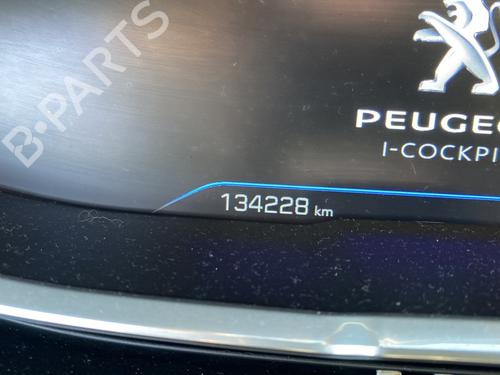 B-PARTS
PEUGEO
I-COCKPI
134228 km